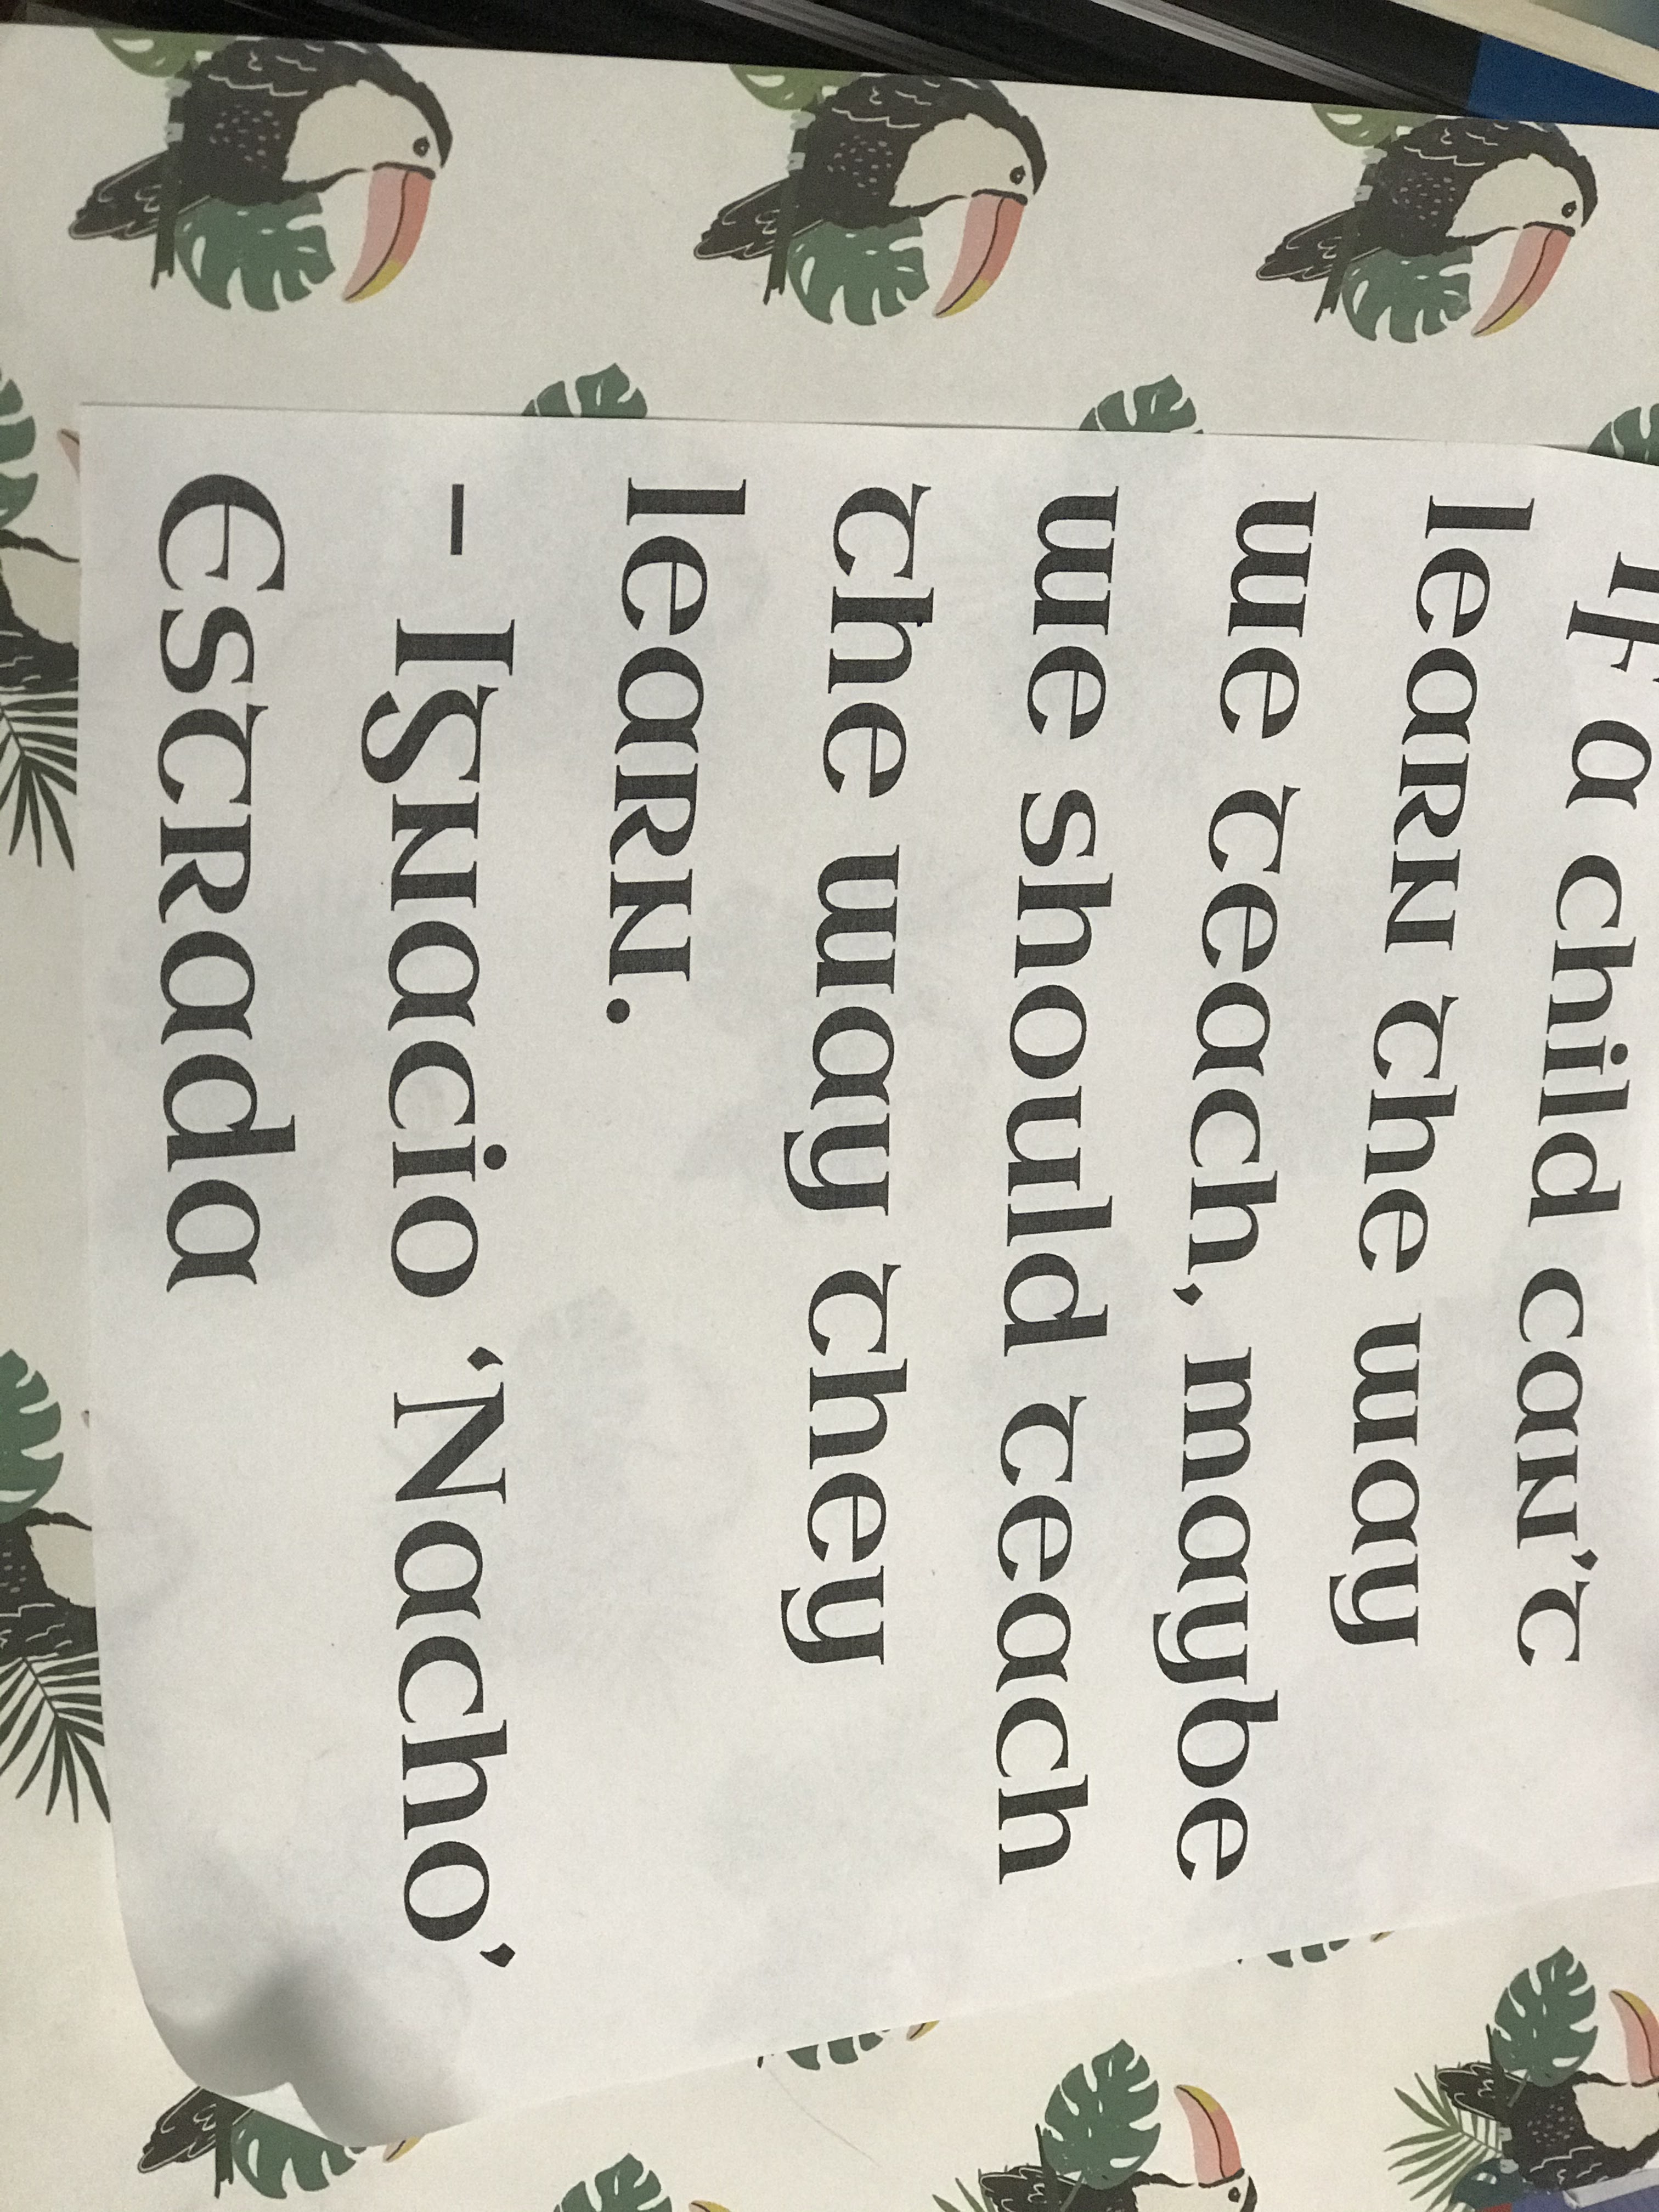 If a child can't
learn the way
we teach, maybe
we should teach
the way they
learn.
- Ignacio 'Nacho'
Estrada